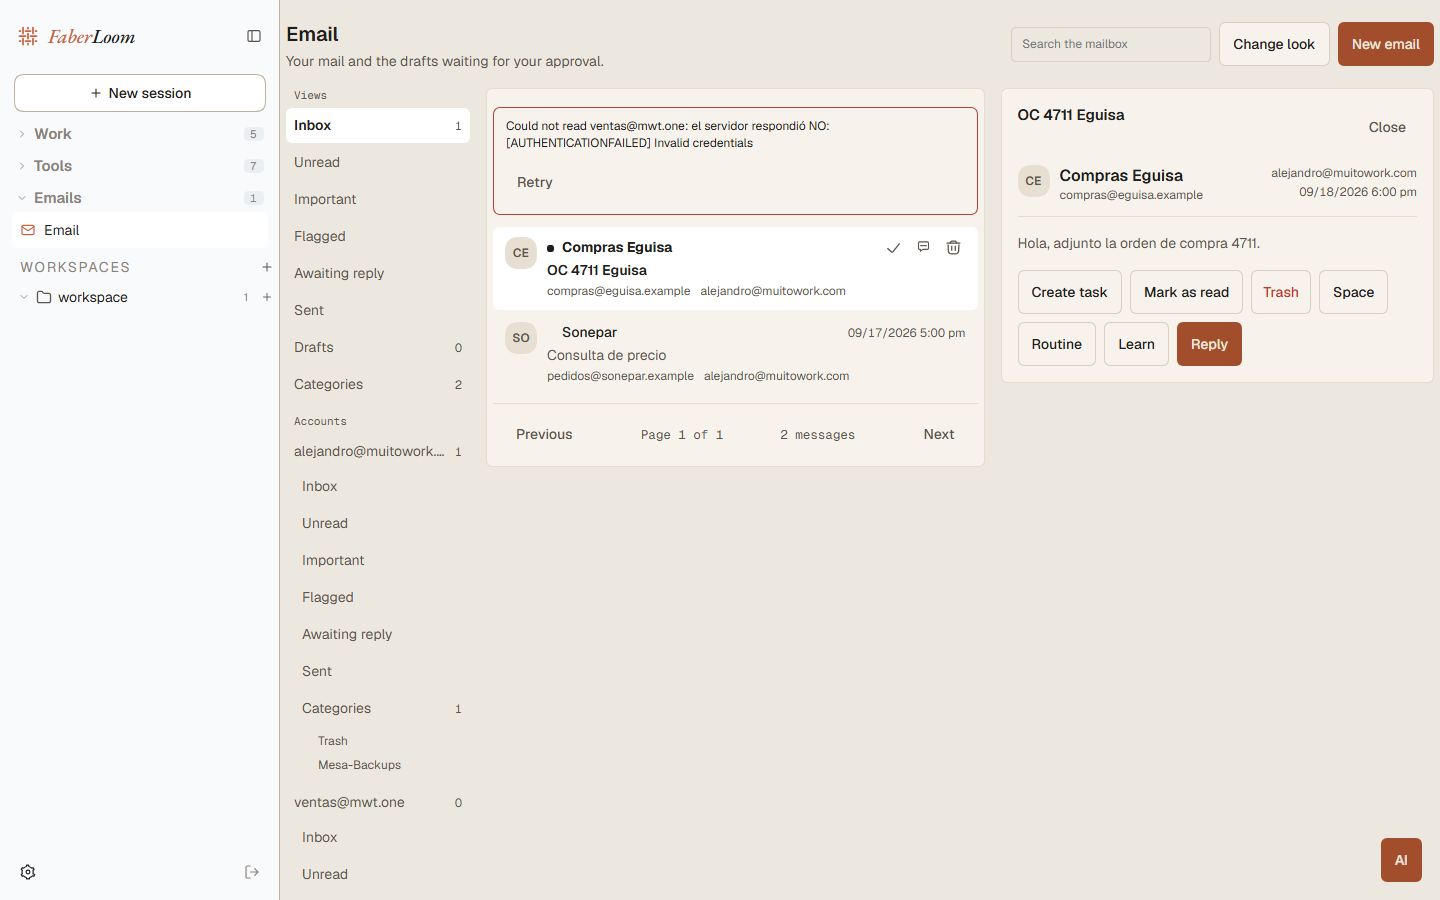 FaberLoom
New session
Work 5
Tools 7
Emails 1
Email
WORKSPACES
workspace 1
Email
Your mail and the drafts waiting for your approval.
Search the mailbox
Change look
New email
Views
Inbox 1
Unread
Important
Flagged
Awaiting reply
Sent
Drafts 0
Categories 2
Accounts
alejandro@muitowork.... 1
Inbox
Unread
Important
Flagged
Awaiting reply
Sent
Categories 1
Trash
Mesa-Backups
ventas@mwt.one 0
Inbox
Unread
Could not read ventas@mwt.one: el servidor respondió NO:
[AUTHENTICATIONFAILED] Invalid credentials
Retry
CE
Compras Eguisa
OC 4711 Eguisa
compras@eguisa.example alejandro@muitowork.com
SO
Sonepar 09/17/2026 5:00 pm
Consulta de precio
pedidos@sonepar.example alejandro@muitowork.com
Previous Page 1 of 1 2 messages Next
OC 4711 Eguisa
Close
CE
Compras Eguisa
compras@eguisa.example
alejandro@muitowork.com
09/18/2026 6:00 pm
Hola, adjunto la orden de compra 4711.
Create task
Mark as read
Trash
Space
Routine
Learn
Reply
AI